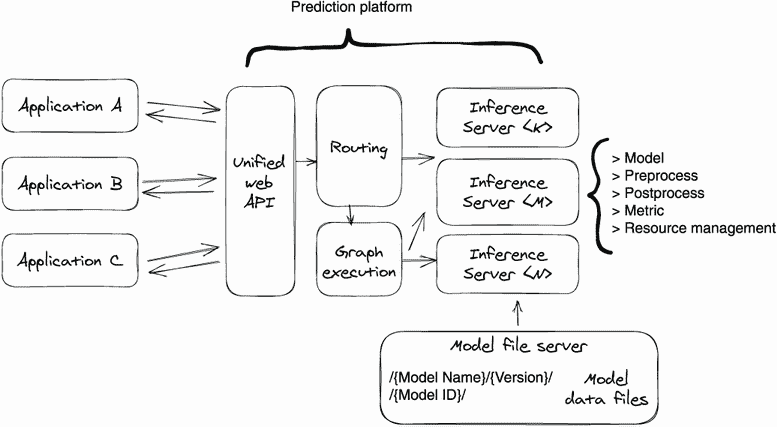 Prediction platform
Application A
Application B
Application C
Unified
web
API
Routing
Graph
execution
Inference
Server <K>
Inference
Server <M>
Inference
Server <N>
> Model
> Preprocess
> Postprocess
> Metric
> Resource management
Model file server
/{Model Name}/{Version}/
/{Model ID}/
Model
data files